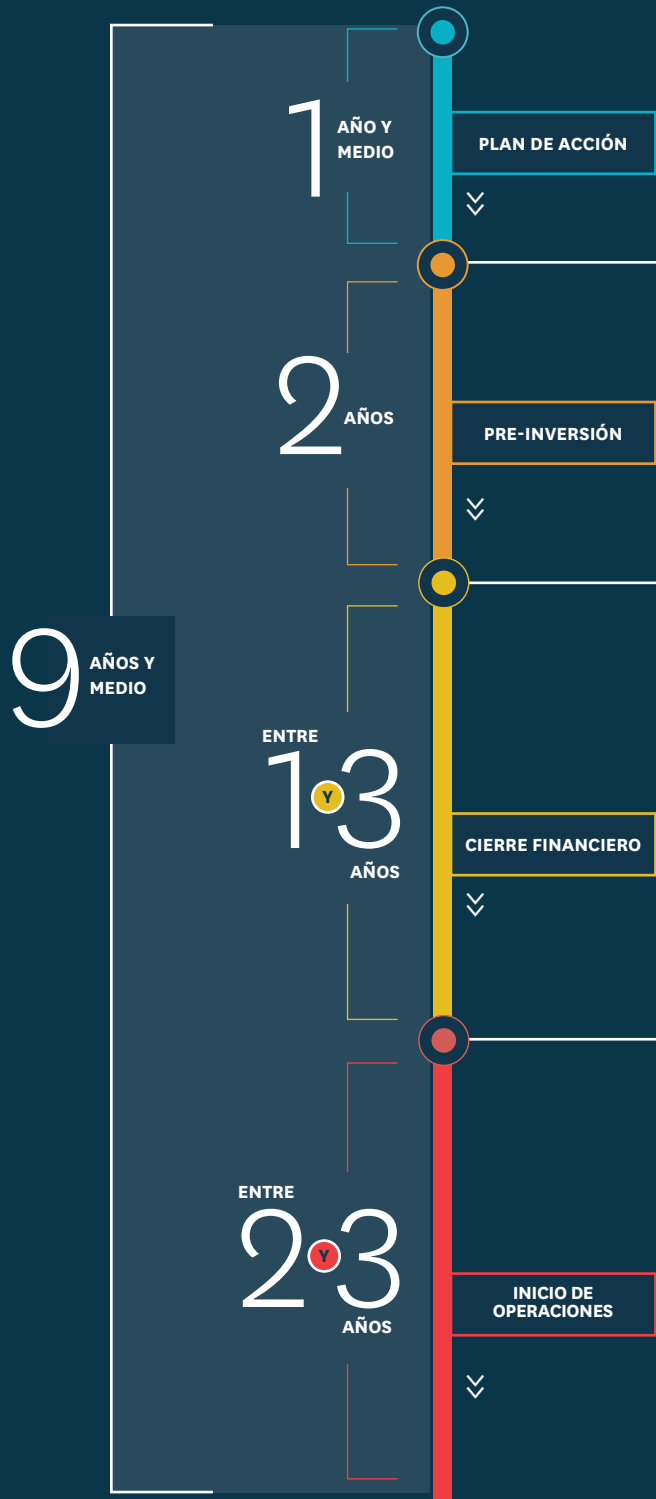 1
AÑO Y
MEDIO
PLAN DE ACCIÓN
2
AÑOS
PRE-INVERSIÓN
9
AÑOS Y
MEDIO
ENTRE
1 Y 3
AÑOS
CIERRE FINANCIERO
ENTRE
2 Y 3
AÑOS
INICIO DE
OPERACIONES